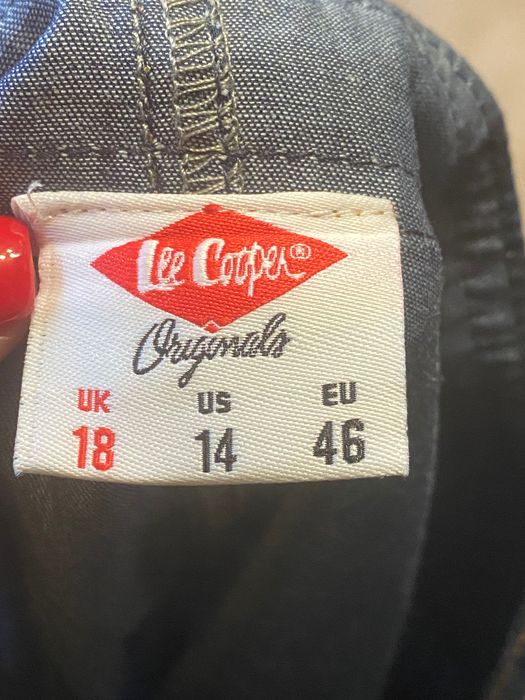 Lee Cooper®
Originals
UK US EU
18 14 46